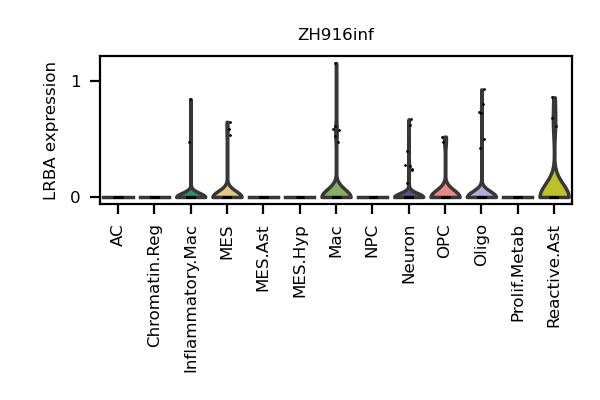 ZH916inf
LRBA expression
1
0
AC
Chromatin.Reg
Inflammatory.Mac
MES
MES.Ast
MES.Hyp
Mac
NPC
Neuron
OPC
Oligo
Prolif.Metab
Reactive.Ast